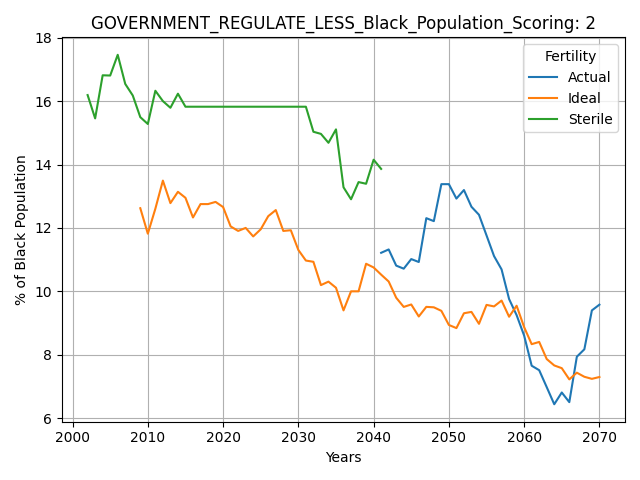 GOVERNMENT_REGULATE_LESS_Black_Population_Scoring: 2
% of Black Population
18
16
14
12
10
8
6
Fertility
Actual
Ideal
Sterile
2000 2010 2020 2030 2040 2050 2060 2070
Years